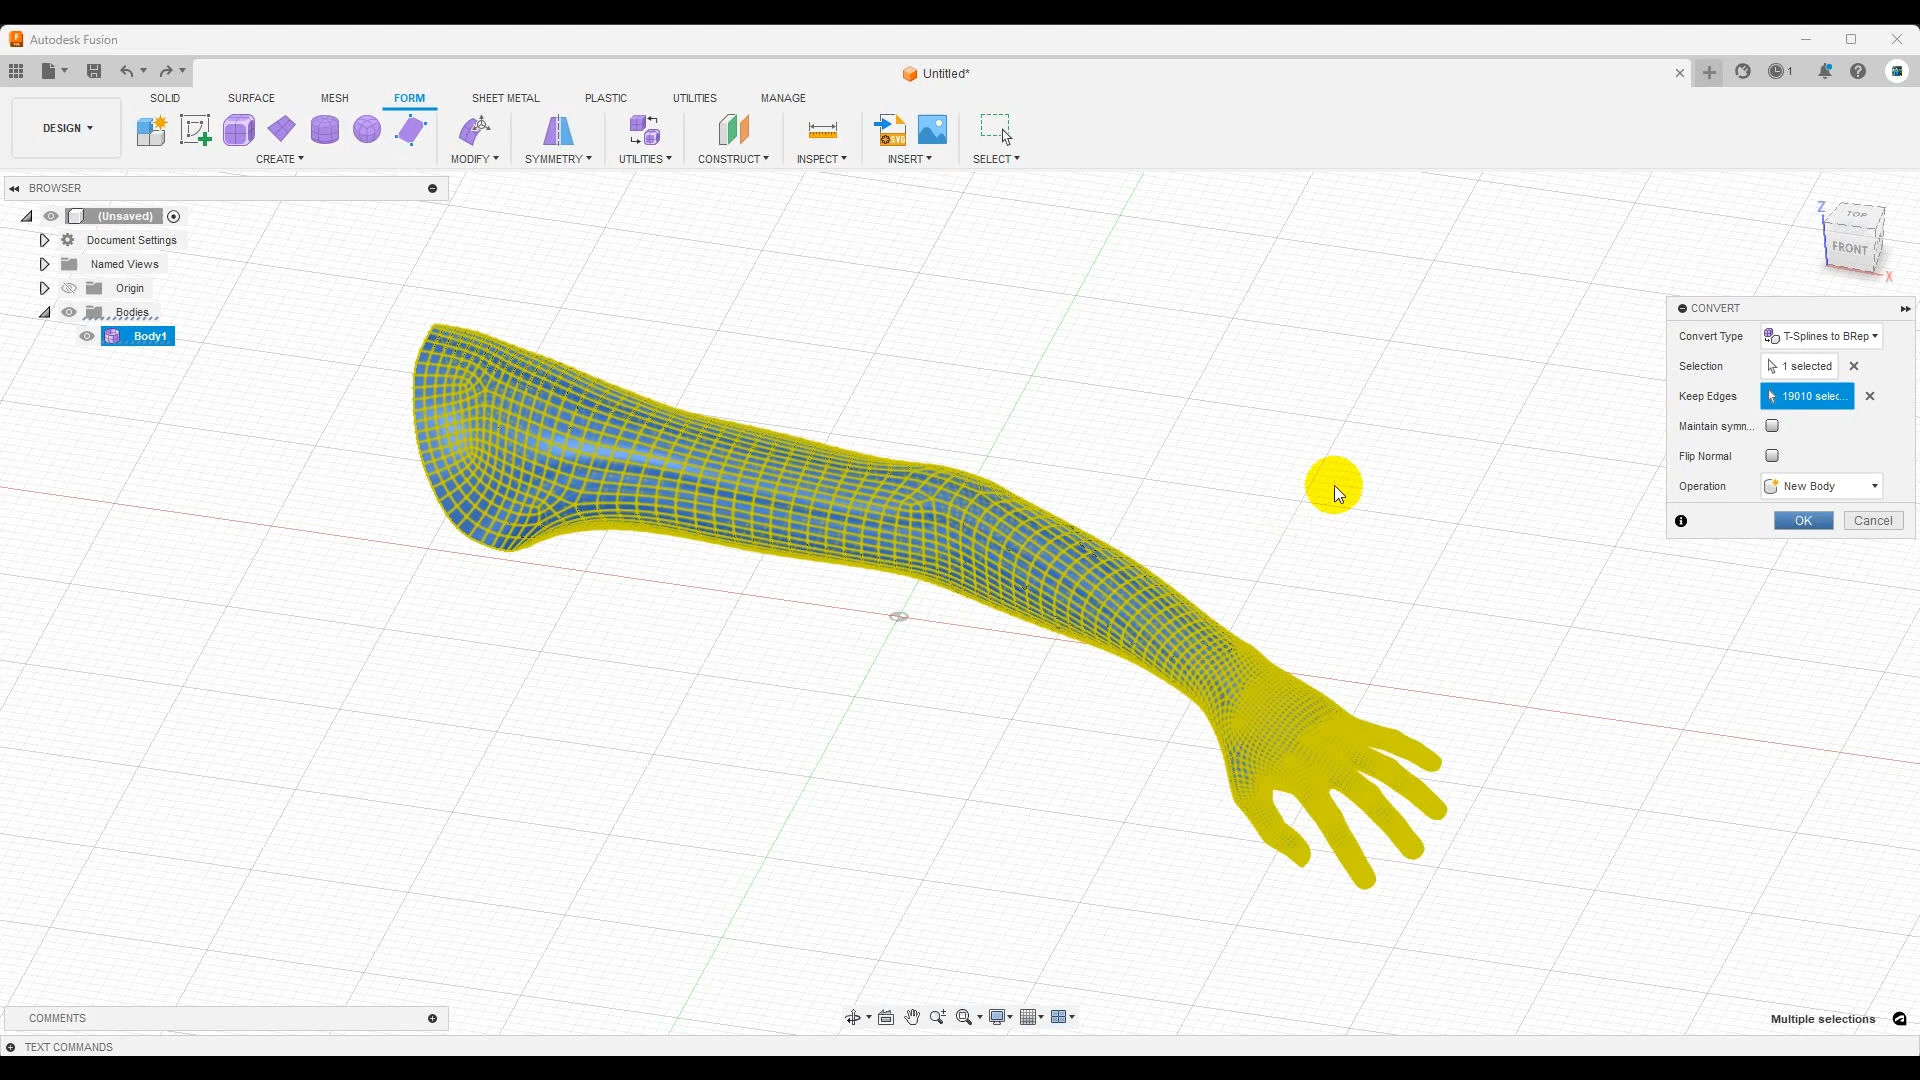 Autodesk Fusion
1
Untitled*
DESIGN
SOLID SURFACE MESH FORM SHEET METAL PLASTIC UTILITIES MANAGE
CREATE MODIFY SYMMETRY UTILITIES CONSTRUCT INSPECT INSERT SELECT
BROWSER
(Unsaved)
Document Settings
Named Views
Origin
Bodies
Body1
Z
TOP
FRONT
X
CONVERT
Convert Type T-Splines to BRep
Selection 1 selected
Keep Edges 19010 selec...
Maintain symn...
Flip Normal
Operation New Body
OK Cancel
COMMENTS
Multiple selections
TEXT COMMANDS